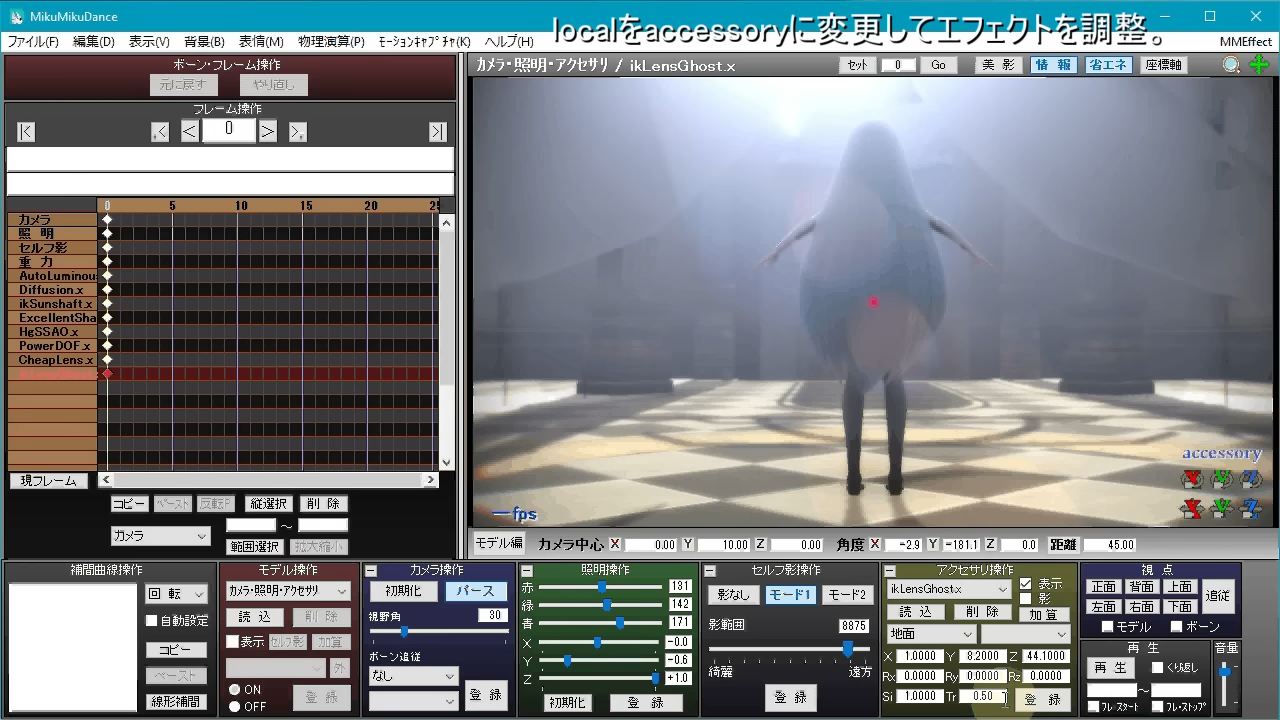 MikuMikuDance
localをaccessoryに変更してエフェクトを調整。
ファイル(F) 編集(D) 表示(V) 背景(B) 表情(M) 物理演算(P) モーションキャプチャ(K) ヘルプ(H) MMEffect
ボーン・フレーム操作
元に戻す やり直し
カメラ・照明・アクセサリ / ikLensGhost.x
セット 0 Go 美 影 情 報 省エネ 座標軸
フレーム操作
|< .< < 0 > >. >|
0 5 10 15 20 25
カメラ
照 明
セルフ影
重 力
AutoLuminou
Diffusion.x
ikSunshaft.x
ExcellentSha
HgSSAO.x
PowerDOF.x
CheapLens.x
accessory
X Y Z
X Y Z
—fps
現フレーム
コピー ペースト 反転P 縦選択 削 除
カメラ ～
範囲選択 拡大縮小
モデル編 カメラ中心 X 0.00 Y 10.00 Z 0.00 角度 X -2.9 Y -181.1 Z 0.0 距離 45.00
補間曲線操作
回 転
自動設定
コピー
ペースト
線形補間
モデル操作
カメラ・照明・アクセサリ
読 込 削 除
表示 セルフ影 加算
外
ON
OFF
登 録
カメラ操作
初期化 パース
視野角 30
ボーン追従
なし
登 録
照明操作
赤 131
緑 142
青 171
X -0.0
Y -0.6
Z +1.0
初期化 登 録
セルフ影操作
影なし モード1 モード2
影範囲 8875
綺麗 遠方
登 録
アクセサリ操作
ikLensGhost.x 表示
影
読 込 削 除 加 算
地面
X 1.0000 Y 8.2000 Z 44.1000
Rx 0.0000 Ry 0.0000 Rz 0.0000
Si 1.0000 Tr 0.50 登 録
視 点
正面 背面 上面 追従
左面 右面 下面
モデル ボーン
再 生
再 生 くり返し
～
フレ・スタート フレ・ストップ
音量